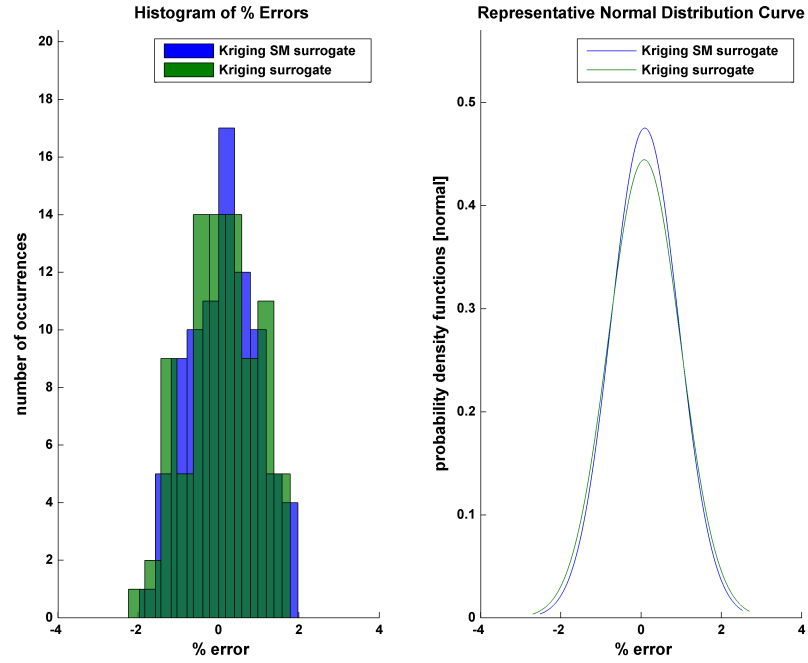 Histogram of % Errors
Kriging SM surrogate
Kriging surrogate
number of occurrences
20
18
16
14
12
10
8
6
4
2
0
-4
-2
0
2
4
% error
Representative Normal Distribution Curve
Kriging SM surrogate
Kriging surrogate
probability density functions [normal]
0.5
0.4
0.3
0.2
0.1
0
-4
-2
0
2
4
% error